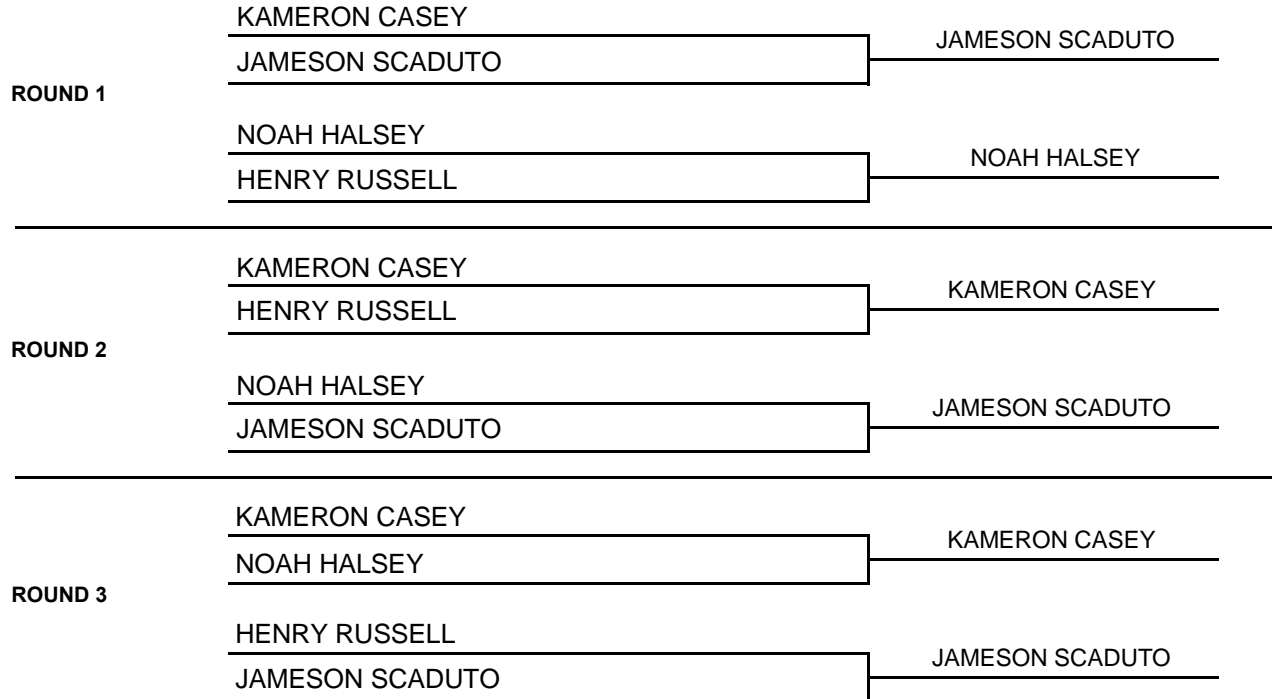 KAMERON CASEY
JAMESON SCADUTO
JAMESON SCADUTO
ROUND 1
NOAH HALSEY
NOAH HALSEY
HENRY RUSSELL
KAMERON CASEY
KAMERON CASEY
HENRY RUSSELL
ROUND 2
NOAH HALSEY
JAMESON SCADUTO
JAMESON SCADUTO
KAMERON CASEY
KAMERON CASEY
NOAH HALSEY
ROUND 3
HENRY RUSSELL
JAMESON SCADUTO
JAMESON SCADUTO